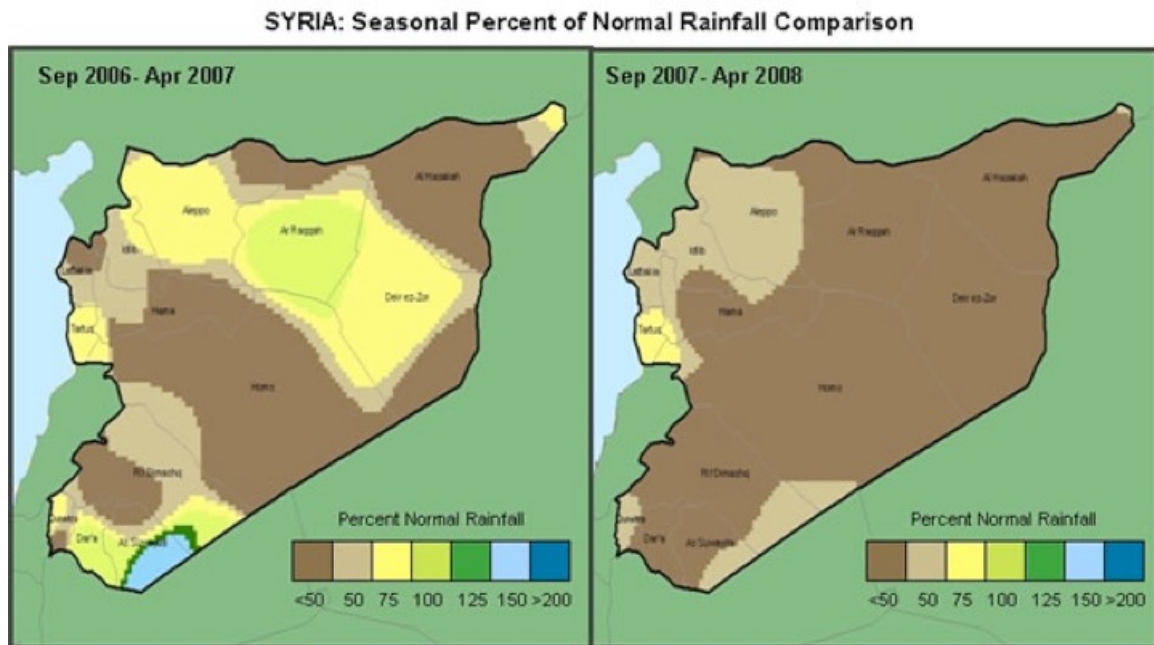 SYRIA: Seasonal Percent of Normal Rainfall Comparison
Sep 2006- Apr 2007
Al Hasakah
Aleppo
Ar Raqqah
Idlib
Lattakia
Deir ez-Zor
Hama
Tartus
Homs
Rif Dimashq
Dar'a
As Suwayda
Percent Normal Rainfall
<50 50 75 100 125 150 >200
Sep 2007- Apr 2008
Al Hasakah
Aleppo
Ar Raqqah
Idlib
Lattakia
Deir ez-Zor
Hama
Tartus
Homs
Rif Dimashq
Dar'a
As Suwayda
Percent Normal Rainfall
<50 50 75 100 125 150 >200